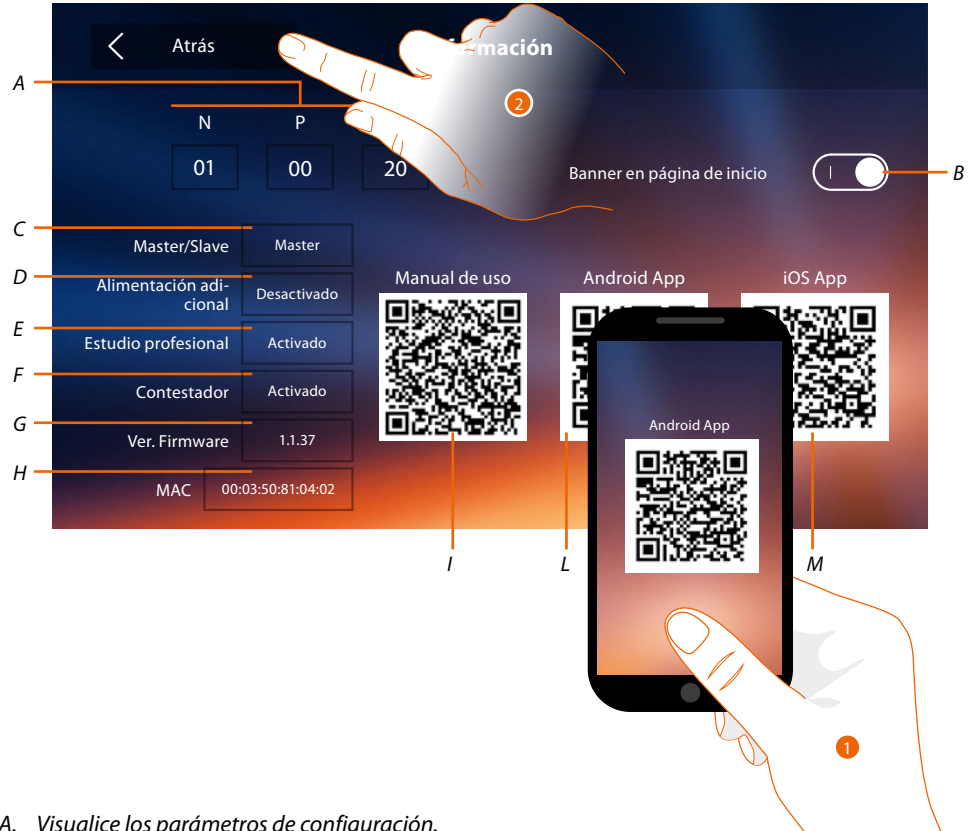 Atrás
formación
A
2
N P
01 00 20
Banner en página de inicio
B
C
Master/Slave Master
D
Alimentación adi-
cional
Desactivado
Manual de uso Android App iOS App
E
Estudio profesional Activado
F
Contestador Activado
G
Ver. Firmware 1.1.37
Android App
H
MAC 00:03:50:81:04:02
I L M
1
A. Visualice los parámetros de configuración.